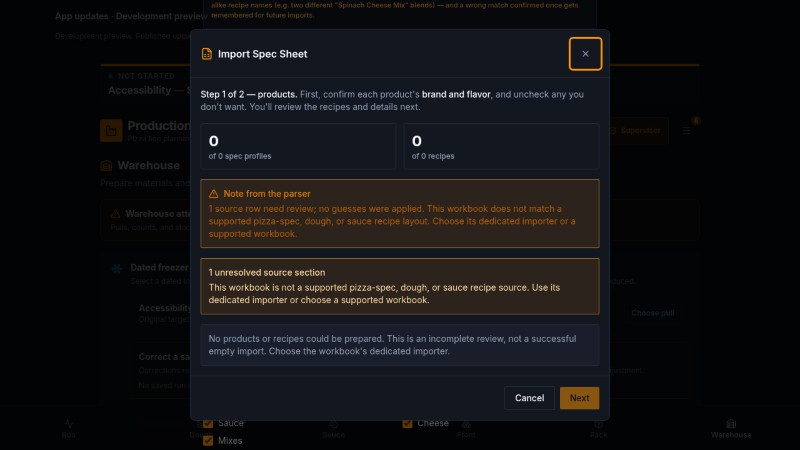 alike recipe names (e.g. two different "Spinach Cheese Mix" blends) — and a wrong match confirmed once gets
remembered for future imports.
App updates · Development preview
Development preview. Published upda
Import Spec Sheet
NOT STARTED
Accessibility — S
Step 1 of 2 — products. First, confirm each product's brand and flavor, and uncheck any you
don't want. You'll review the recipes and details next.
Production
Supervisor
0
of 0 spec profiles
0
of 0 recipes
Warehouse
Prepare materials and
Note from the parser
1 source row need review; no guesses were applied. This workbook does not match a
supported pizza-spec, dough, or sauce recipe layout. Choose its dedicated importer or a
supported workbook.
Warehouse atte
1 unresolved source section
This workbook is not a supported pizza-spec, dough, or sauce recipe source. Use its
dedicated importer or choose a supported workbook.
Dated freezer
Select a dated
Accessibility
Original target
Choose pull
No products or recipes could be prepared. This is an incomplete review, not a successful
empty import. Choose the workbook's dedicated importer.
Correct a sa
Cancel
Next
Sauce
Cheese
Mixes
Run
Pack
Warehouse